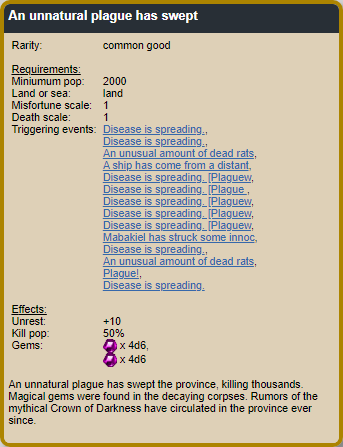 An unnatural plague has swept
Rarity: common good
Requirements:
Miniumum pop: 2000
Land or sea: land
Misfortune scale: 1
Death scale: 1
Triggering events: Disease is spreading.,
Disease is spreading.,
An unusual amount of dead rats,
A ship has come from a distant,
Disease is spreading. [Plaguew,
Disease is spreading. [Plague ,
Disease is spreading. [Plaguew,
Disease is spreading. [Plaguew,
Disease is spreading. [Plaguew,
Mabakiel has struck some innoc,
Disease is spreading.,
An unusual amount of dead rats,
Plague!,
Disease is spreading.
Effects:
Unrest: +10
Kill pop: 50%
Gems: x 4d6,
x 4d6
An unnatural plague has swept the province, killing thousands.
Magical gems were found in the decaying corpses. Rumors of the
mythical Crown of Darkness have circulated in the province ever
since.